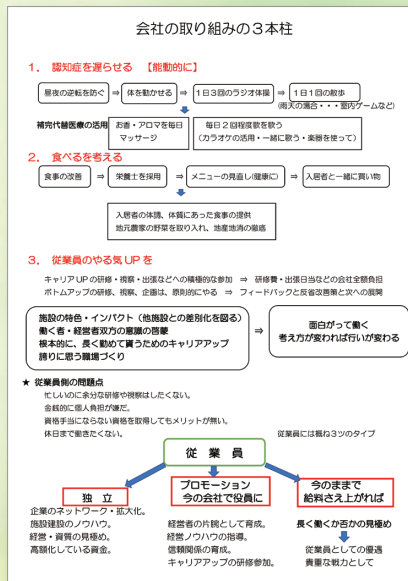 会社の取り組みの３本柱
１．　認知症を遅らせる　【能動的に】
昼夜の逆転を防ぐ ⇒ 体を動かせる ⇒ １日３回のラジオ体操 ⇒ １日１回の散歩
(雨天の場合・・・室内ゲームなど)
補完代替医療の活用　お香・アロマを毎日　毎日２回程度歌を歌う
マッサージ　（カラオケの活用・一緒に歌う・楽器を使って）
２．　食べるを考える
食事の改善 ⇒ 栄養士を採用 ⇒ メニューの見直し(健康に) ⇒ 入居者と一緒に買い物
入居者の体調、体質にあった食事の提供
地元農家の野菜を取り入れ、地産地消の徹底
３．　従業員のやる気UPを
キャリアUPの研修・視察・出張などへの積極的な参加　⇒　研修費・出張日当などの会社全額負担
ボトムアップの研修、視察、企画は、原則的にやる　⇒　フィードバックと反省改善策と次への展開
施設の特色・インパクト（他施設との差別化を図る）
働く者・経営者双方の意識の啓蒙
根本的に、長く勤めて貰うためのキャリアアップ
誇りに思う職場づくり
⇒
面白がって働く
考え方が変われば行いが変わる
★ 従業員側の問題点
忙しいのに余分な研修や視察はしたくない。
金銭的に個人負担が嫌だ。
資格手当にならない資格を取得してもメリットが無い。
休日まで働きたくない。　従業員には概ね３つのタイプ
従　業　員
独　立
企業のネットワーク・拡大化。
施設建設のノウハウ。
経営・資質の見極め。
高額化している資金。
プロモーション
今の会社で役員に
経営者の片腕として育成。
経営ノウハウの指導。
信頼関係の育成。
キャリアアップの研修参加。
今のままで
給料さえ上がれば
長く働くか否かの見極め
従業員としての優遇
貴重な戦力として